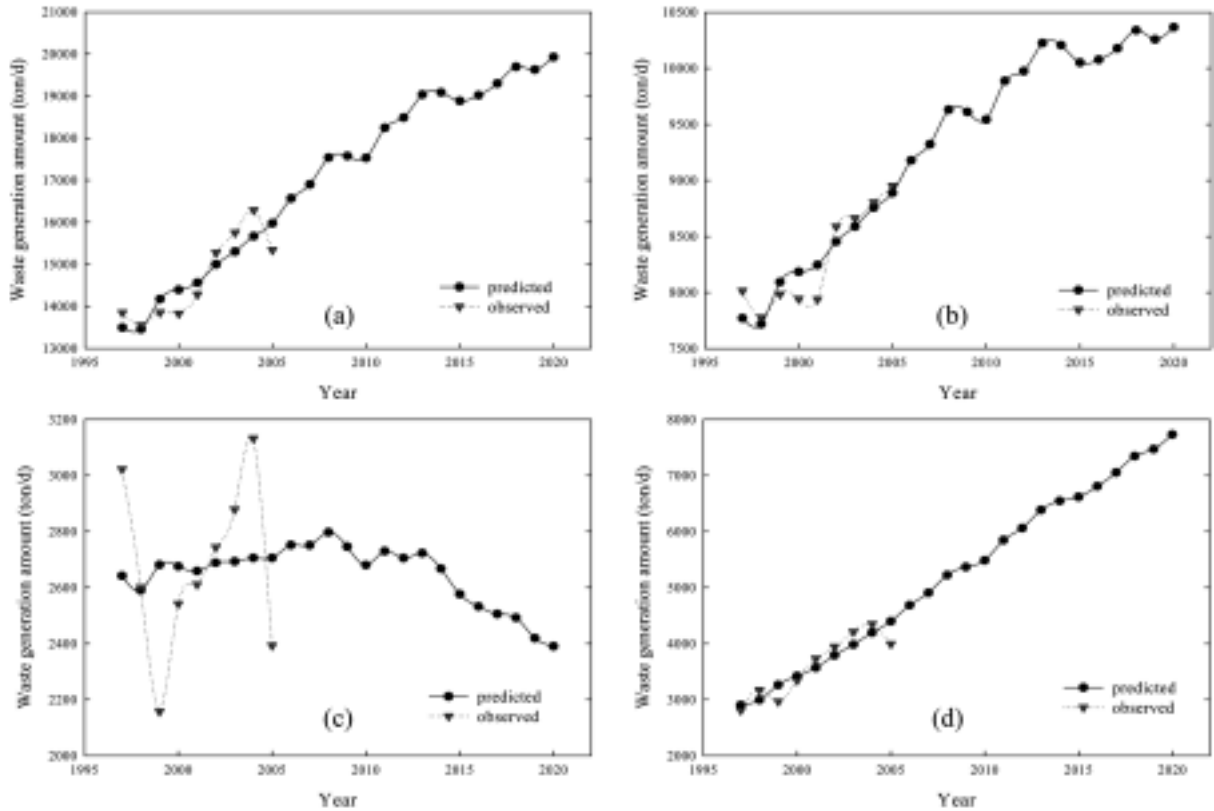 21000
20000
19000
18000
17000
16000
15000
14000
13000
Waste generation amount (ton/d)
predicted
observed
(a)
1995 2000 2005 2010 2015 2020
Year
10500
9500
8500
8000
7500
Waste generation amount (ton/d)
predicted
observed
(b)
1995 2000 2005 2010 2015 2020
Year
3200
3000
2800
2600
2400
2200
2000
Waste generation amount (ton/d)
predicted
observed
(c)
1995 2000 2005 2010 2015 2020
Year
8000
7000
6000
5000
4000
3000
2000
Waste generation amount (ton/d)
predicted
observed
(d)
1995 2000 2005 2010 2015 2020
Year